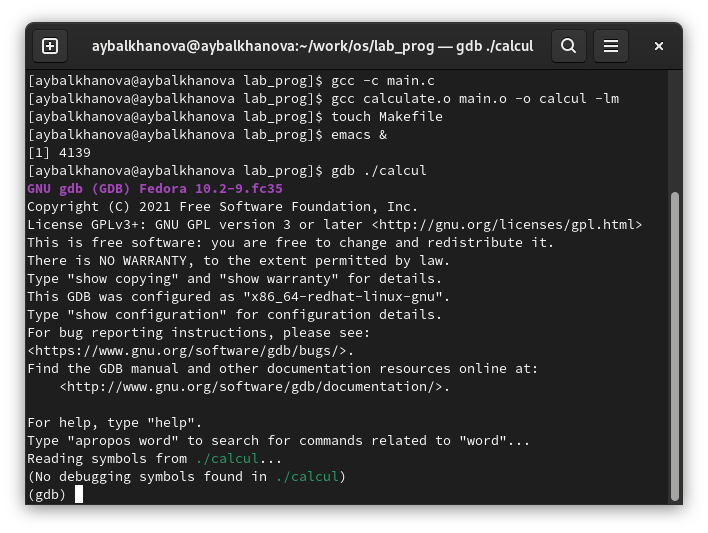 aybalkhanova@aybalkhanova:~/work/os/lab_prog — gdb ./calcul
[aybalkhanova@aybalkhanova lab_prog]$ gcc -c main.c
[aybalkhanova@aybalkhanova lab_prog]$ gcc calculate.o main.o -o calcul -lm
[aybalkhanova@aybalkhanova lab_prog]$ touch Makefile
[aybalkhanova@aybalkhanova lab_prog]$ emacs &
[1] 4139
[aybalkhanova@aybalkhanova lab_prog]$ gdb ./calcul
GNU gdb (GDB) Fedora 10.2-9.fc35
Copyright (C) 2021 Free Software Foundation, Inc.
License GPLv3+: GNU GPL version 3 or later <http://gnu.org/licenses/gpl.html>
This is free software: you are free to change and redistribute it.
There is NO WARRANTY, to the extent permitted by law.
Type "show copying" and "show warranty" for details.
This GDB was configured as "x86_64-redhat-linux-gnu".
Type "show configuration" for configuration details.
For bug reporting instructions, please see:
<https://www.gnu.org/software/gdb/bugs/>.
Find the GDB manual and other documentation resources online at:
    <http://www.gnu.org/software/gdb/documentation/>.

For help, type "help".
Type "apropos word" to search for commands related to "word"...
Reading symbols from ./calcul...
(No debugging symbols found in ./calcul)
(gdb)